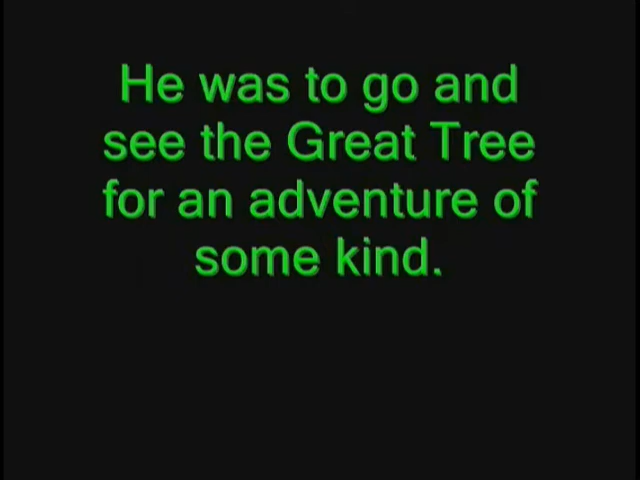 He was to go and
see the Great Tree
for an adventure of
some kind.